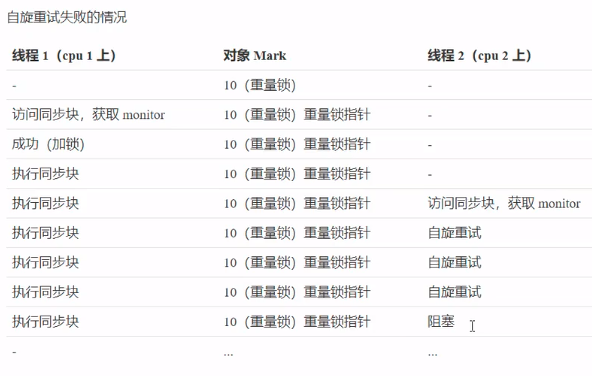 自旋重试失败的情况
线程 1（cpu 1 上） 对象 Mark 线程 2（cpu 2 上）
- 10（重量锁） -
访问同步块，获取 monitor 10（重量锁）重量锁指针 -
成功（加锁） 10（重量锁）重量锁指针 -
执行同步块 10（重量锁）重量锁指针 -
执行同步块 10（重量锁）重量锁指针 访问同步块，获取 monitor
执行同步块 10（重量锁）重量锁指针 自旋重试
执行同步块 10（重量锁）重量锁指针 自旋重试
执行同步块 10（重量锁）重量锁指针 自旋重试
执行同步块 10（重量锁）重量锁指针 阻塞
- ... ...